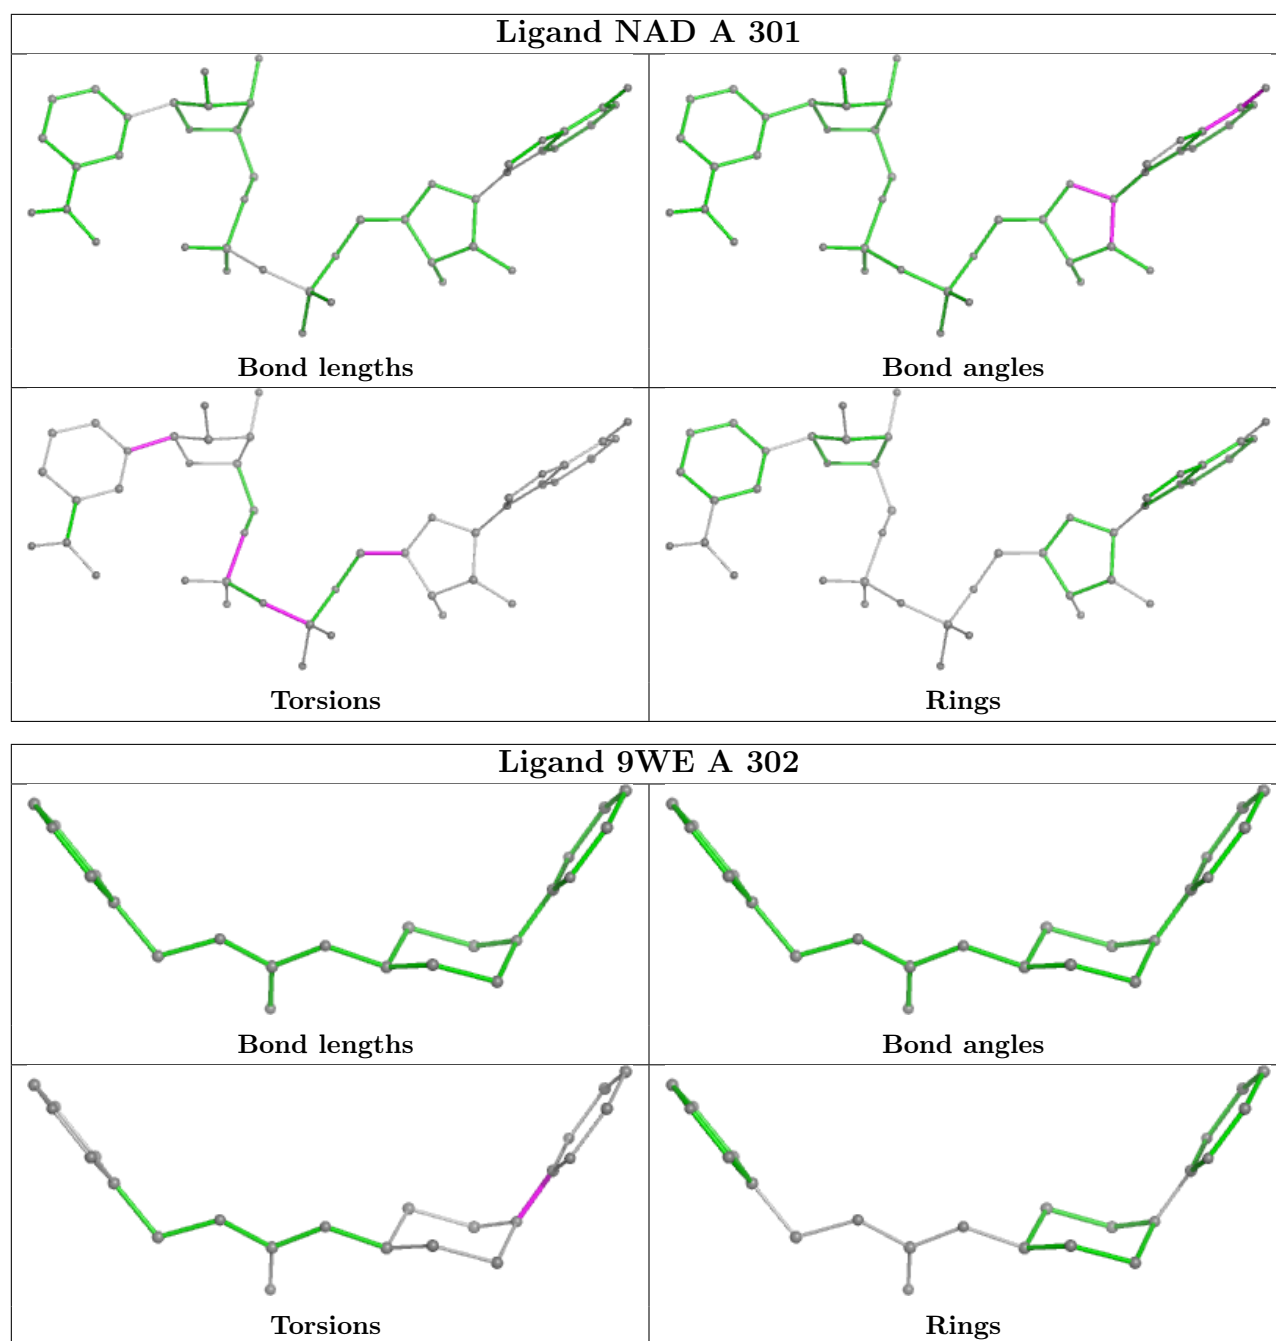 Ligand NAD A 301
Bond lengths
Bond angles
Torsions
Rings
Ligand 9WE A 302
Bond lengths
Bond angles
Torsions
Rings